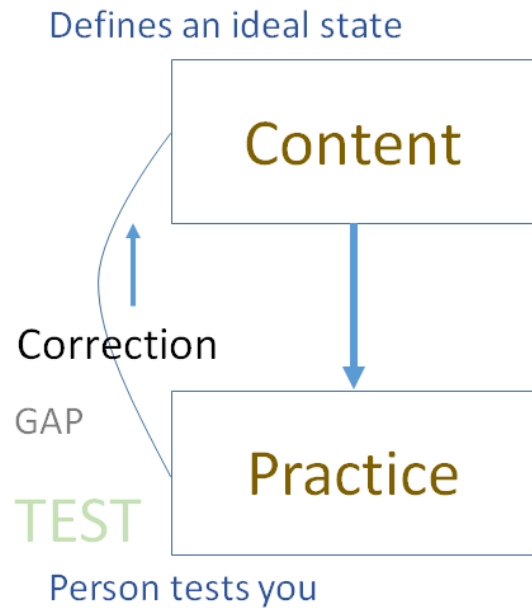 Defines an ideal state
Content
Correction
GAP
Practice
TEST
Person tests you